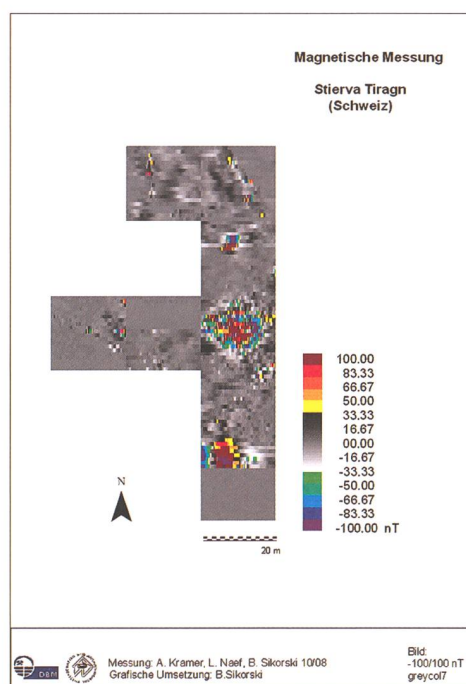 Magnetische Messung
Stierva Tiragn
(Schweiz)
100.00
83.33
66.67
50.00
33.33
16.67
00.00
-16.67
-33.33
-50.00
-66.67
-83.33
-100.00 nT
N
20 m
DBM
Messung: A. Kramer, L. Naef, B. Sikorski 10/08
Grafische Umsetzung: B.Sikorski
Bild:
-100/100 nT
greycol7